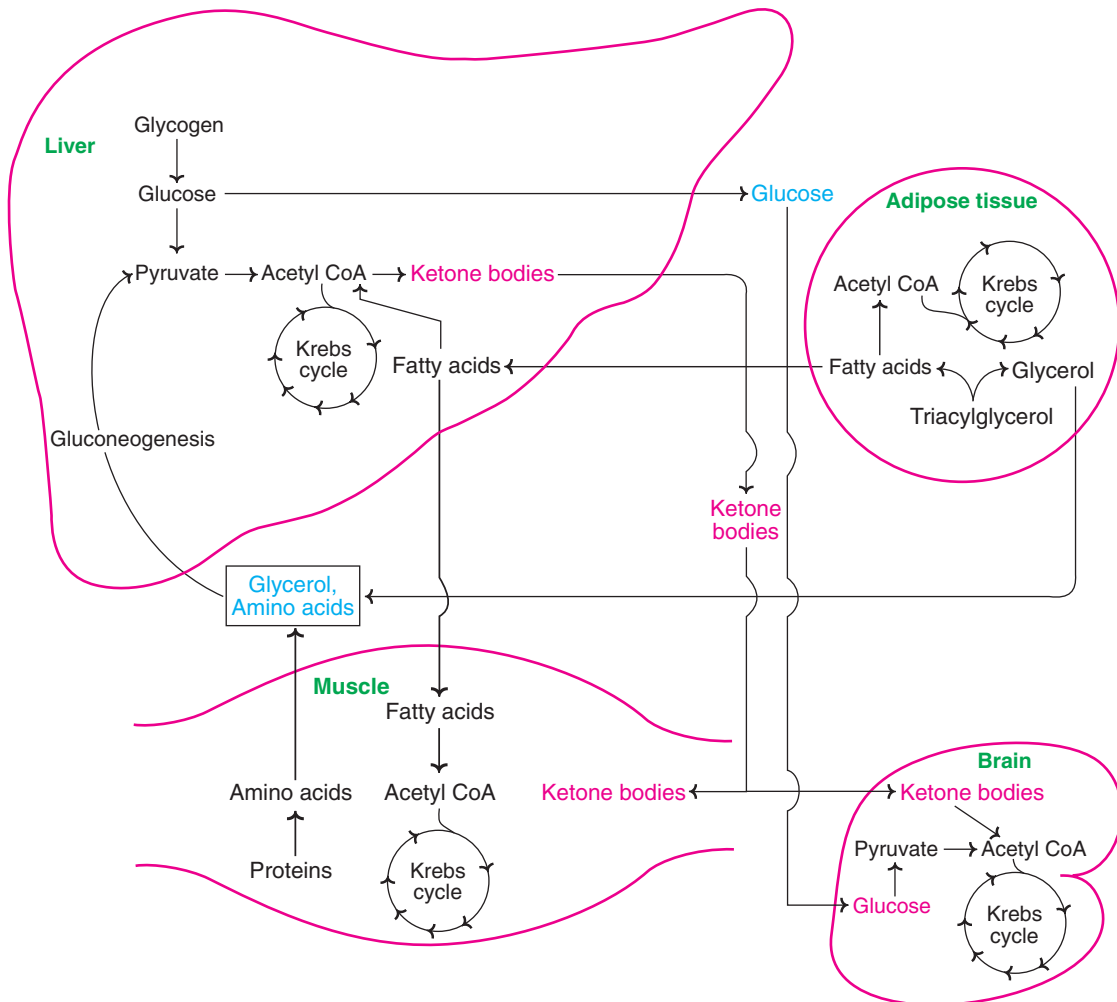 Liver
Glycogen
Glucose
Pyruvate
Acetyl CoA
Ketone bodies
Krebs
cycle
Fatty acids
Gluconeogenesis
Glucose
Adipose tissue
Acetyl CoA
Krebs
cycle
Fatty acids
Glycerol
Triacylglycerol
Ketone
bodies
Glycerol,
Amino acids
Muscle
Fatty acids
Amino acids
Acetyl CoA
Ketone bodies
Proteins
Krebs
cycle
Brain
Ketone bodies
Pyruvate
Acetyl CoA
Glucose
Krebs
cycle